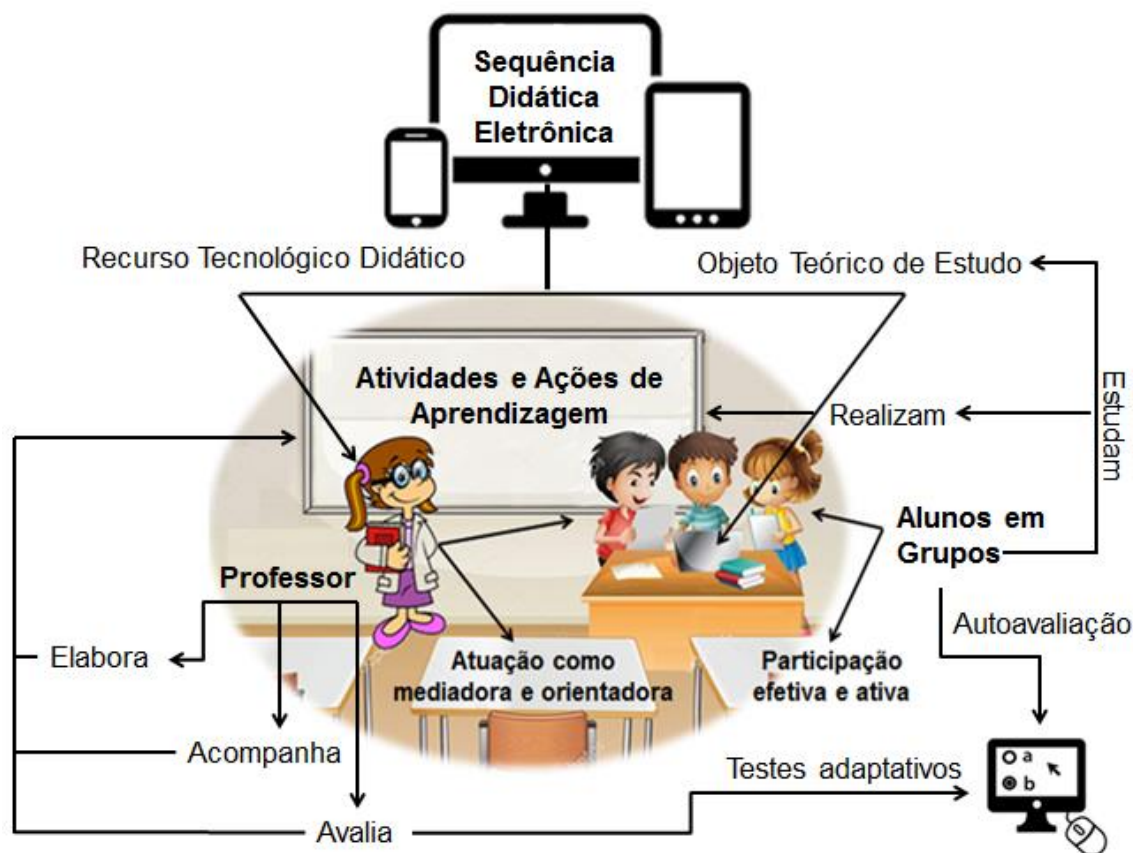 Sequência
Didática
Eletrônica
Recurso Tecnológico Didático
Objeto Teórico de Estudo
Atividades e Ações de
Aprendizagem
Realizam
Estudam
Alunos em
Grupos
Professor
Autoavaliação
Elabora
Atuação como
mediadora e orientadora
Participação
efetiva e ativa
Acompanha
Testes adaptativos
a
b
Avalia